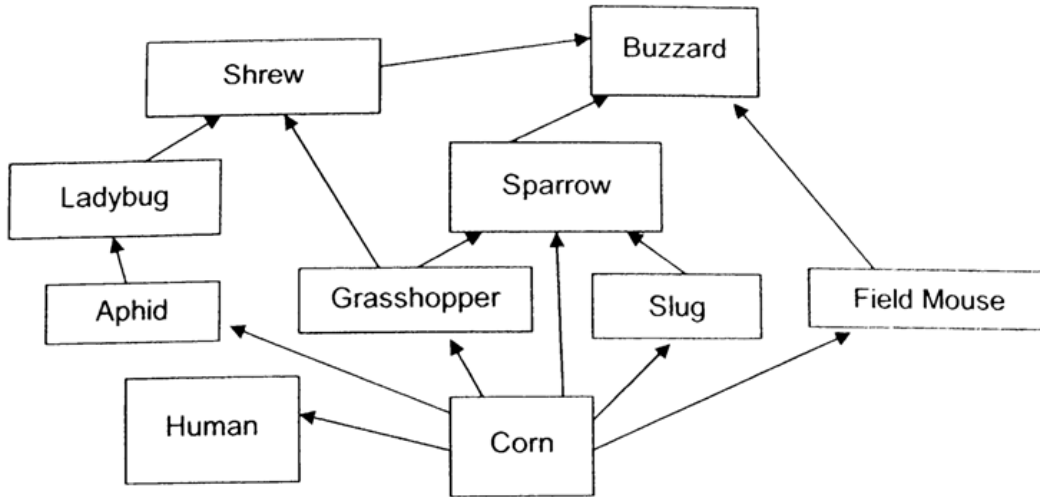 Buzzard
Shrew
Sparrow
Ladybug
Grasshopper
Slug
Field Mouse
Aphid
Human
Corn